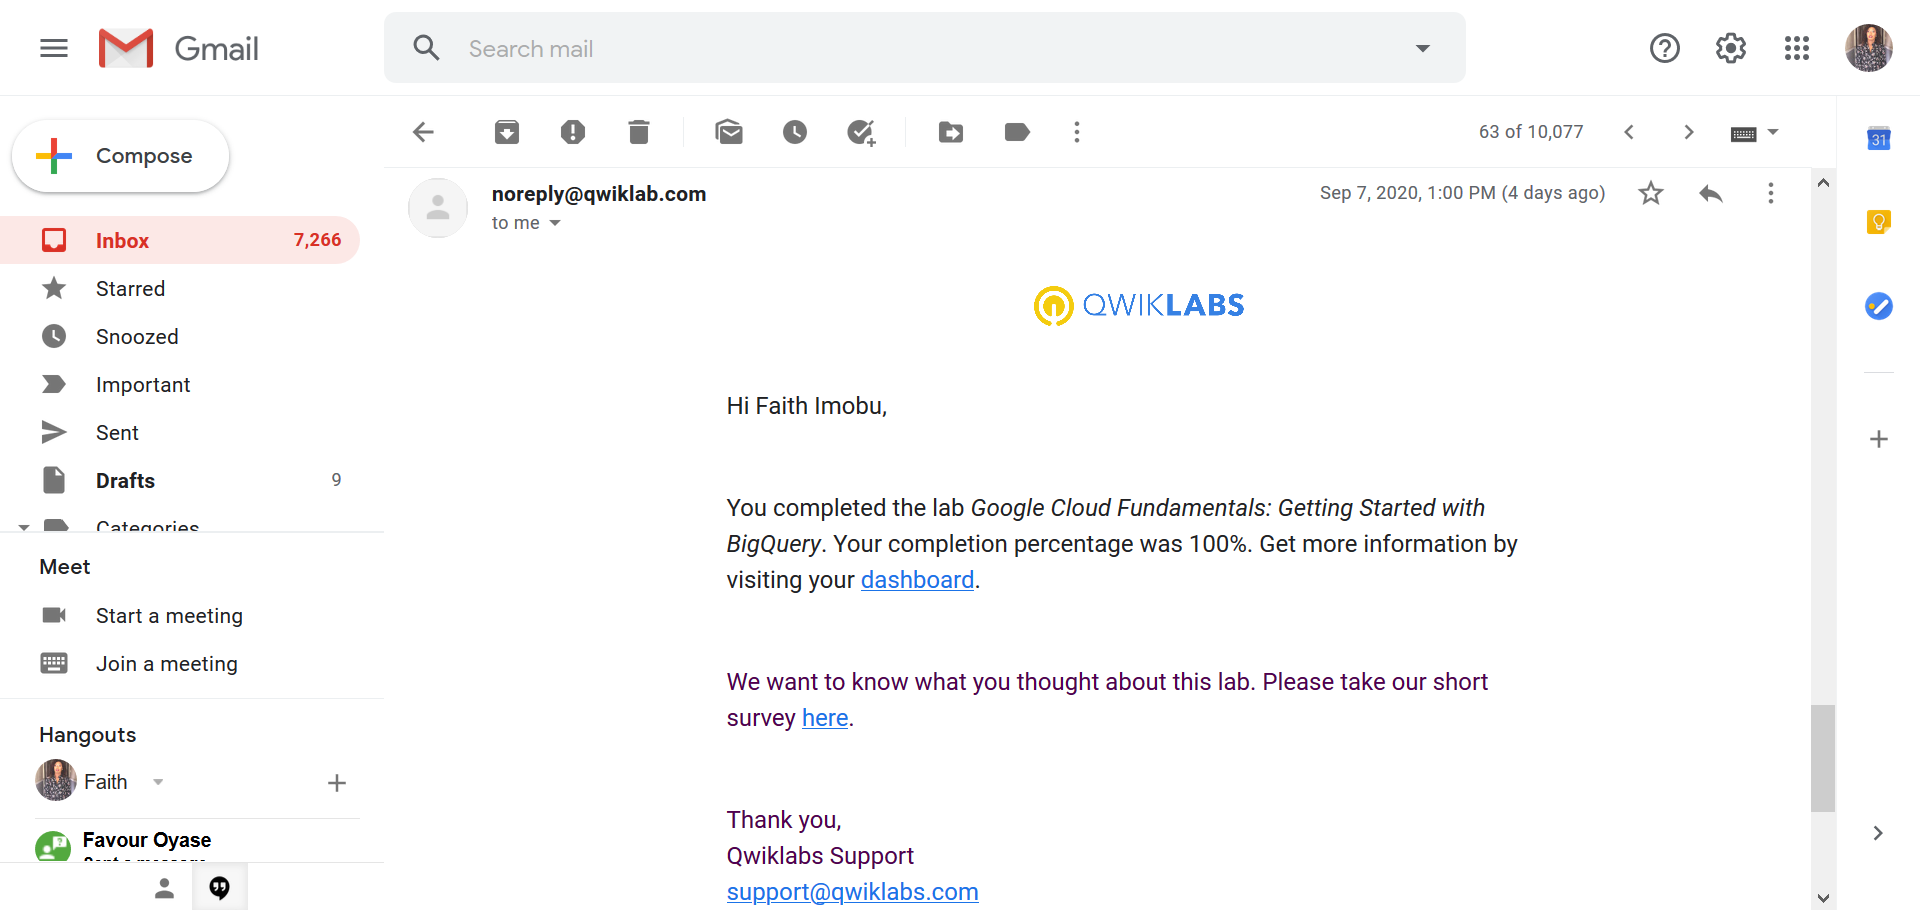 Gmail
Search mail
Compose
63 of 10,077
31
noreply@qwiklab.com
Sep 7, 2020, 1:00 PM (4 days ago)
to me
Inbox 7,266
Starred
Snoozed
Important
Sent
Drafts 9
Categories
Meet
Start a meeting
Join a meeting
Hangouts
Faith
Favour Oyase
Sent a message
QWIKLABS
Hi Faith Imobu,
You completed the lab Google Cloud Fundamentals: Getting Started with
BigQuery. Your completion percentage was 100%. Get more information by
visiting your dashboard.
We want to know what you thought about this lab. Please take our short
survey here.
Thank you,
Qwiklabs Support
support@qwiklabs.com